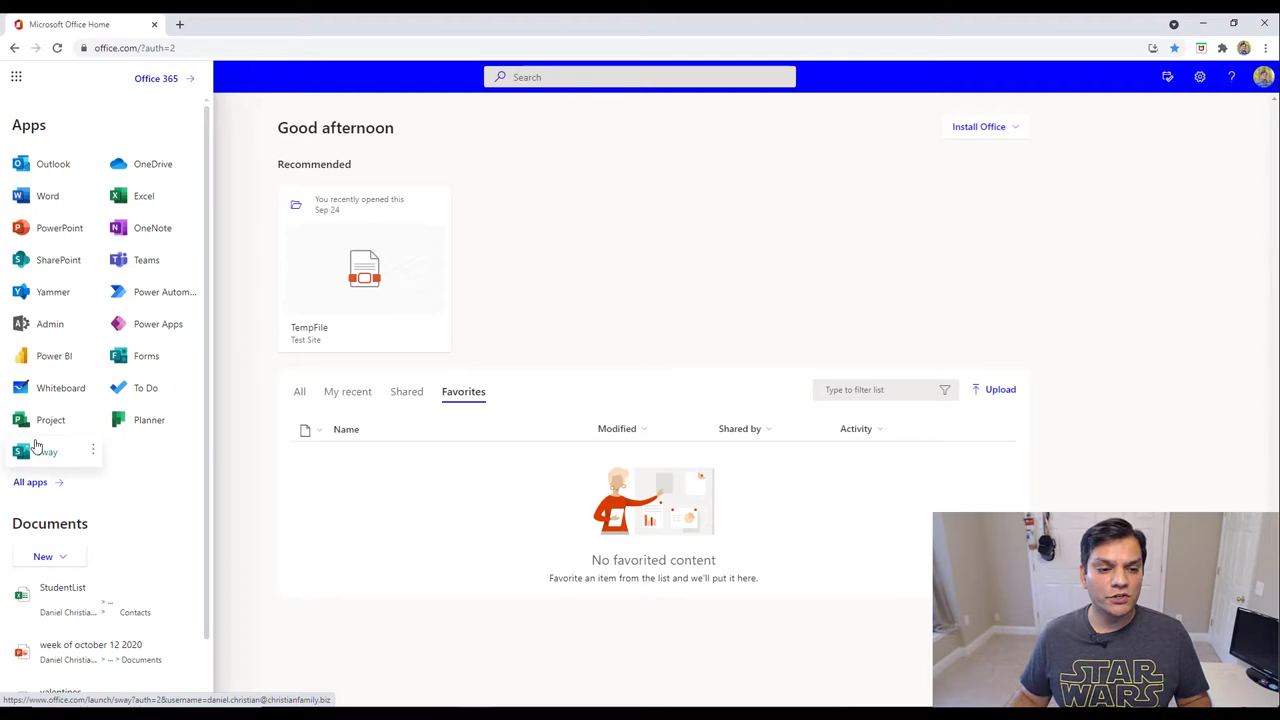 Microsoft Office Home
office.com/?auth=2
Office 365
Search
Apps
Outlook
OneDrive
Word
Excel
PowerPoint
OneNote
SharePoint
Teams
Yammer
Power Autom...
Admin
Power Apps
Power BI
Forms
Whiteboard
To Do
Project
Planner
All apps
Documents
New
StudentList
Daniel Christia... > ... > Contacts
week of october 12 2020
Daniel Christia... > ... > Documents
valentines
https://www.office.com/launch/sway?auth=2&username=daniel.christian@christianfamily.biz
Good afternoon
Install Office
Recommended
You recently opened this
Sep 24
TempFile
Test Site
All
My recent
Shared
Favorites
Type to filter list
Upload
Name
Modified
Shared by
Activity
No favorited content
Favorite an item from the list and we'll put it here.
STAR
WARS